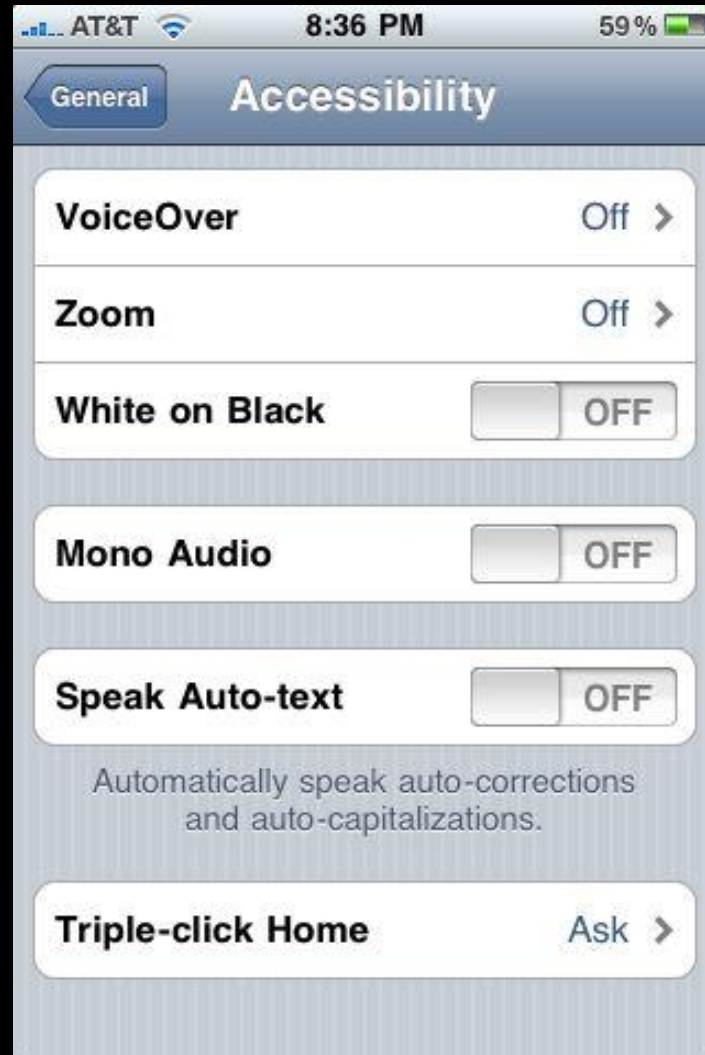 AT&T 8:36 PM 59%
General Accessibility
VoiceOver Off
Zoom Off
White on Black OFF
Mono Audio OFF
Speak Auto-text OFF
Automatically speak auto-corrections
and auto-capitalizations.
Triple-click Home Ask